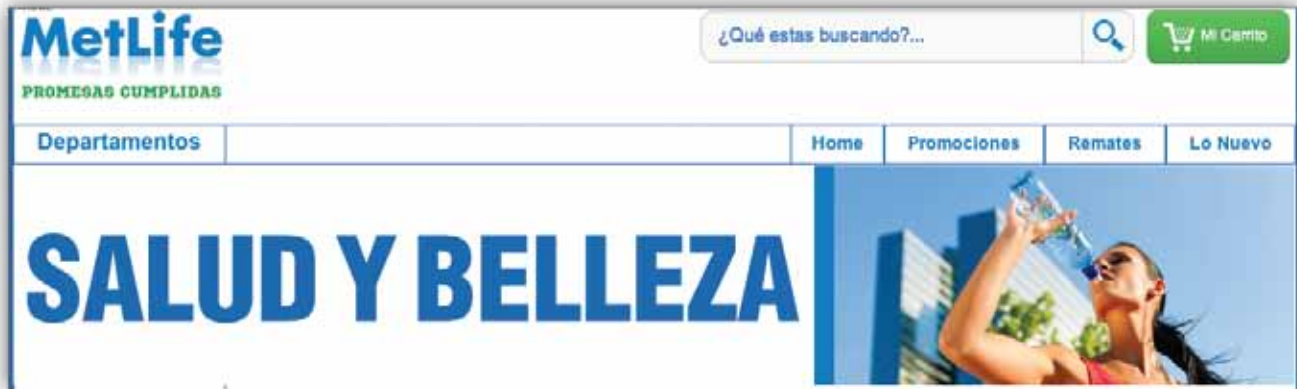 MetLife
PROMESAS CUMPLIDAS
¿Qué estas buscando?...
Mi Carrito
Departamentos
Home
Promociones
Remates
Lo Nuevo
SALUD Y BELLEZA